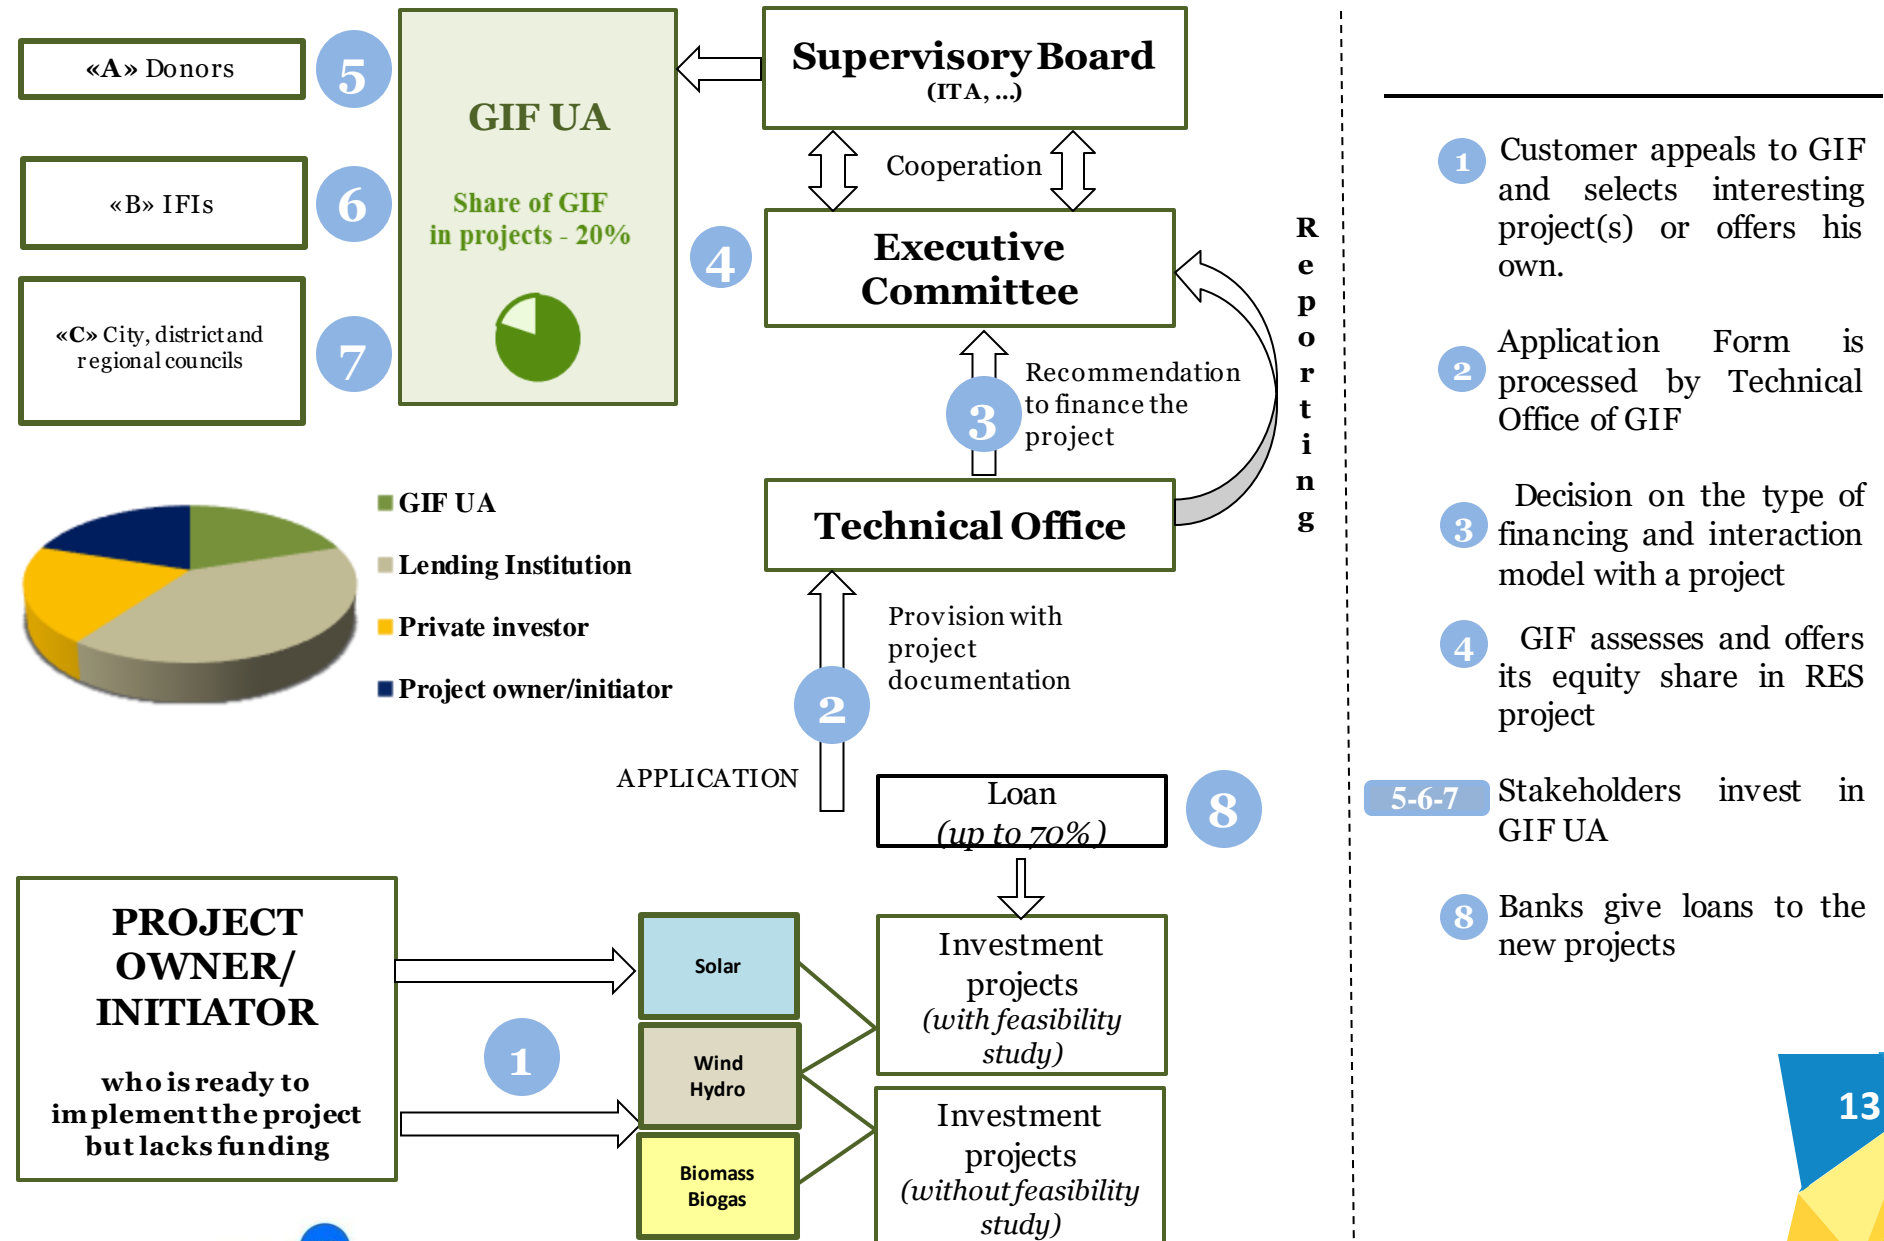 «A» Donors
5
«B» IFIs
6
«C» City, district and
regional councils
7
GIF UA
Share of GIF
in projects - 20%
Supervisory Board
(ITA, ...)
Cooperation
4
Executive
Committee
Reporting
3
Recommendation
to finance the
project
Technical Office
GIF UA
Lending Institution
Private investor
Project owner/initiator
Provision with
project
documentation
2
APPLICATION
Loan
(up to 70%)
8
PROJECT
OWNER/
INITIATOR
who is ready to
implement the project
but lacks funding
1
Solar
Wind
Hydro
Biomass
Biogas
Investment
projects
(with feasibility
study)
Investment
projects
(without feasibility
study)
1 Customer appeals to GIF
and selects interesting
project(s) or offers his
own.
2 Application Form is
processed by Technical
Office of GIF
3 Decision on the type of
financing and interaction
model with a project
4 GIF assesses and offers
its equity share in RES
project
5-6-7 Stakeholders invest in
GIF UA
8 Banks give loans to the
new projects
13